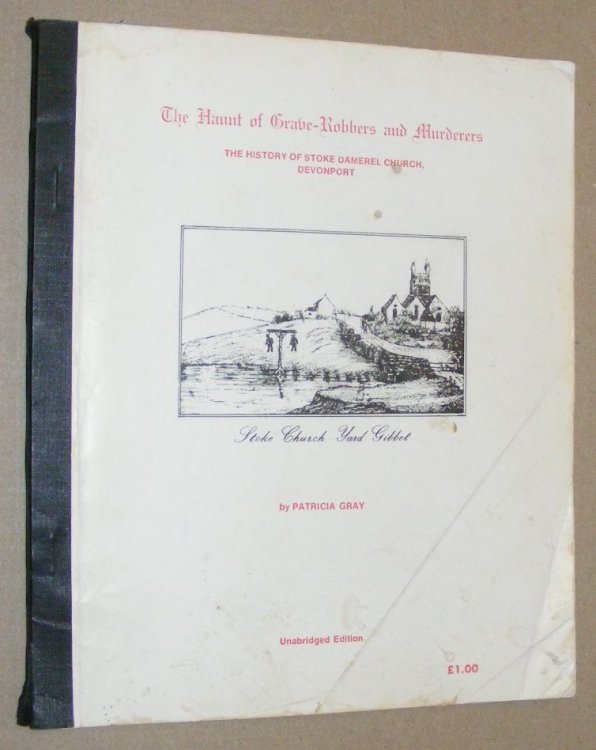 The Haunt of Grave-Robbers and Murderers
THE HISTORY OF STOKE DAMEREL CHURCH,
DEVONPORT
Stoke Church Yard Gibbet
by PATRICIA GRAY
Unabridged Edition
£1.00